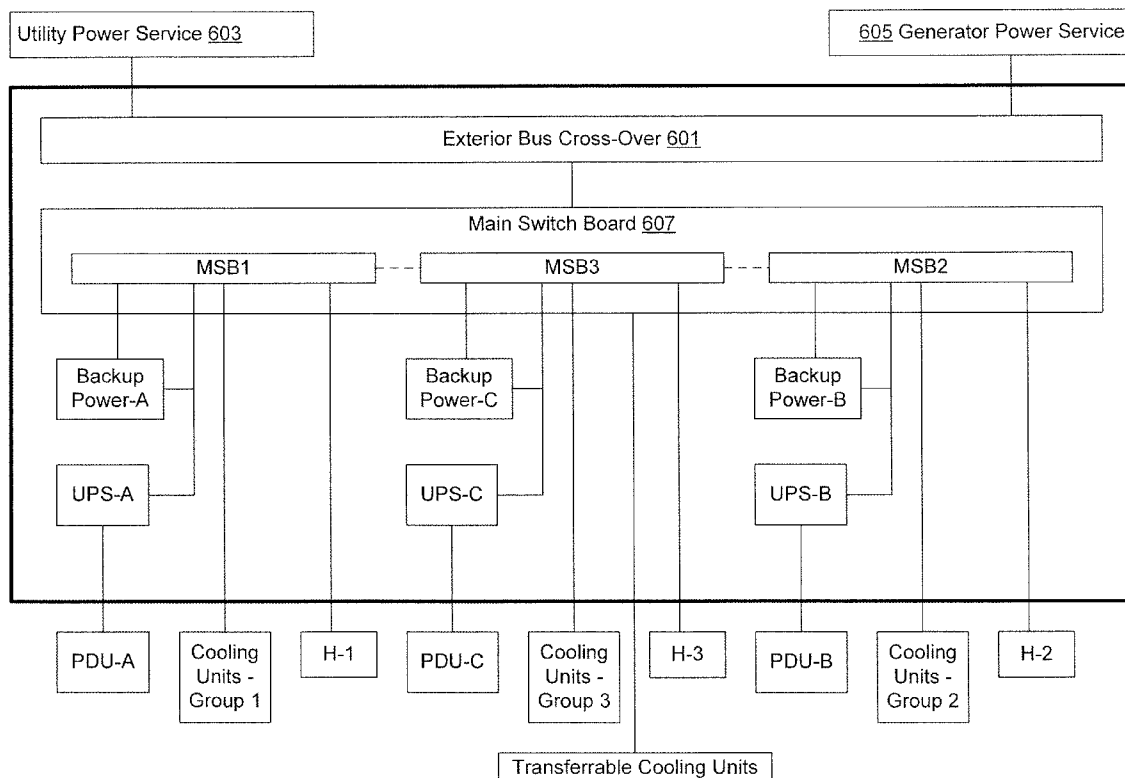 Utility Power Service 603
605 Generator Power Service
Exterior Bus Cross-Over 601
Main Switch Board 607
MSB1
MSB3
MSB2
Backup
Power-A
Backup
Power-C
Backup
Power-B
UPS-A
UPS-C
UPS-B
PDU-A
Cooling
Units -
Group 1
H-1
PDU-C
Cooling
Units -
Group 3
H-3
PDU-B
Cooling
Units -
Group 2
H-2
Transferrable Cooling Units